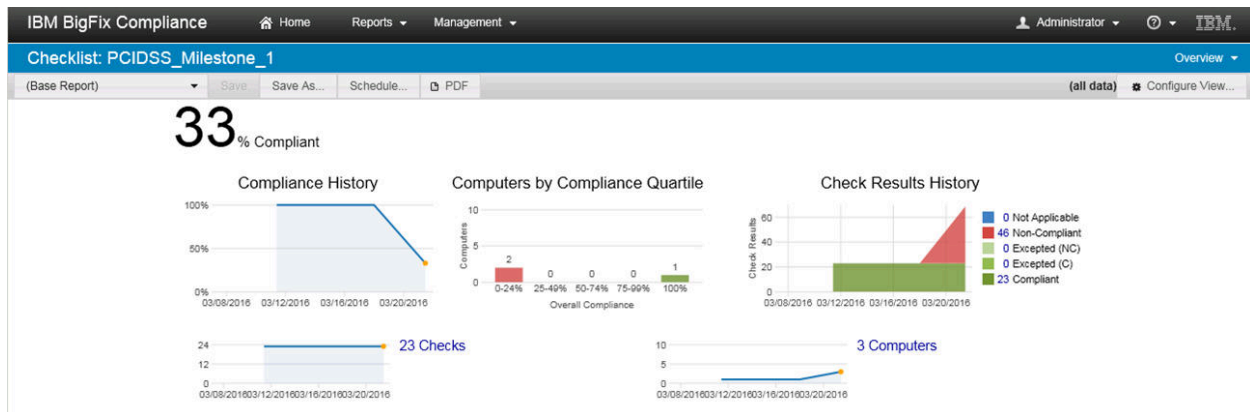 IBM BigFix Compliance Home Reports Management Administrator IBM.
Checklist: PCIDSS_Milestone_1 Overview
(Base Report) Save Save As... Schedule... PDF (all data) Configure View...
33% Compliant
Compliance History
100%
50%
0%
03/08/2016 03/12/2016 03/16/2016 03/20/2016
Computers by Compliance Quartile
Computers
10
5
0
2 0 0 0 1
0-24% 25-49% 50-74% 75-99% 100%
Overall Compliance
Check Results History
Check Results
60
40
20
0
03/08/2016 03/12/2016 03/16/2016 03/20/2016
0 Not Applicable
46 Non-Compliant
0 Excepted (NC)
0 Excepted (C)
23 Compliant
24
12
0
03/08/2016 03/12/2016 03/16/2016 03/20/2016
23 Checks
10
5
0
03/08/2016 03/12/2016 03/16/2016 03/20/2016
3 Computers